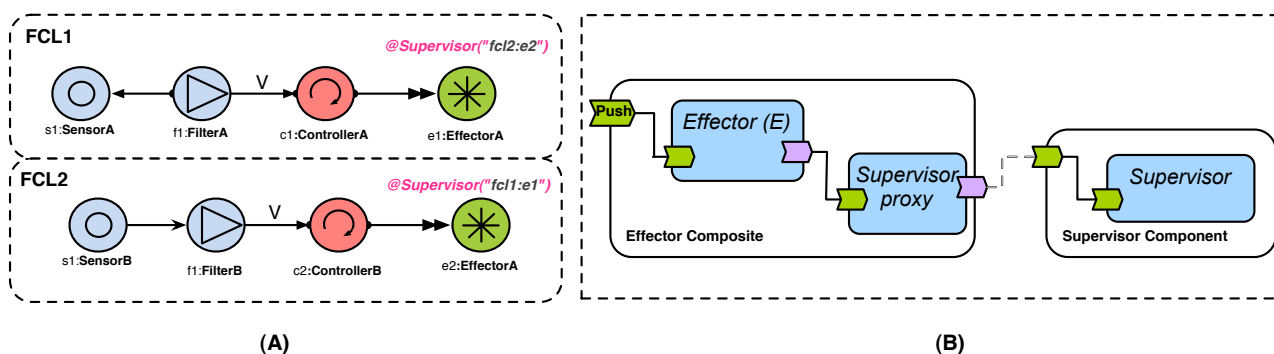 FCL1
@Supervisor("fcl2:e2")
V
s1:SensorA
f1:FilterA
c1:ControllerA
e1:EffectorA
FCL2
@Supervisor("fcl1:e1")
V
s1:SensorB
f1:FilterB
c2:ControllerB
e2:EffectorA
(A)
Push
Effector (E)
Supervisor
proxy
Effector Composite
Supervisor
Supervisor Component
(B)